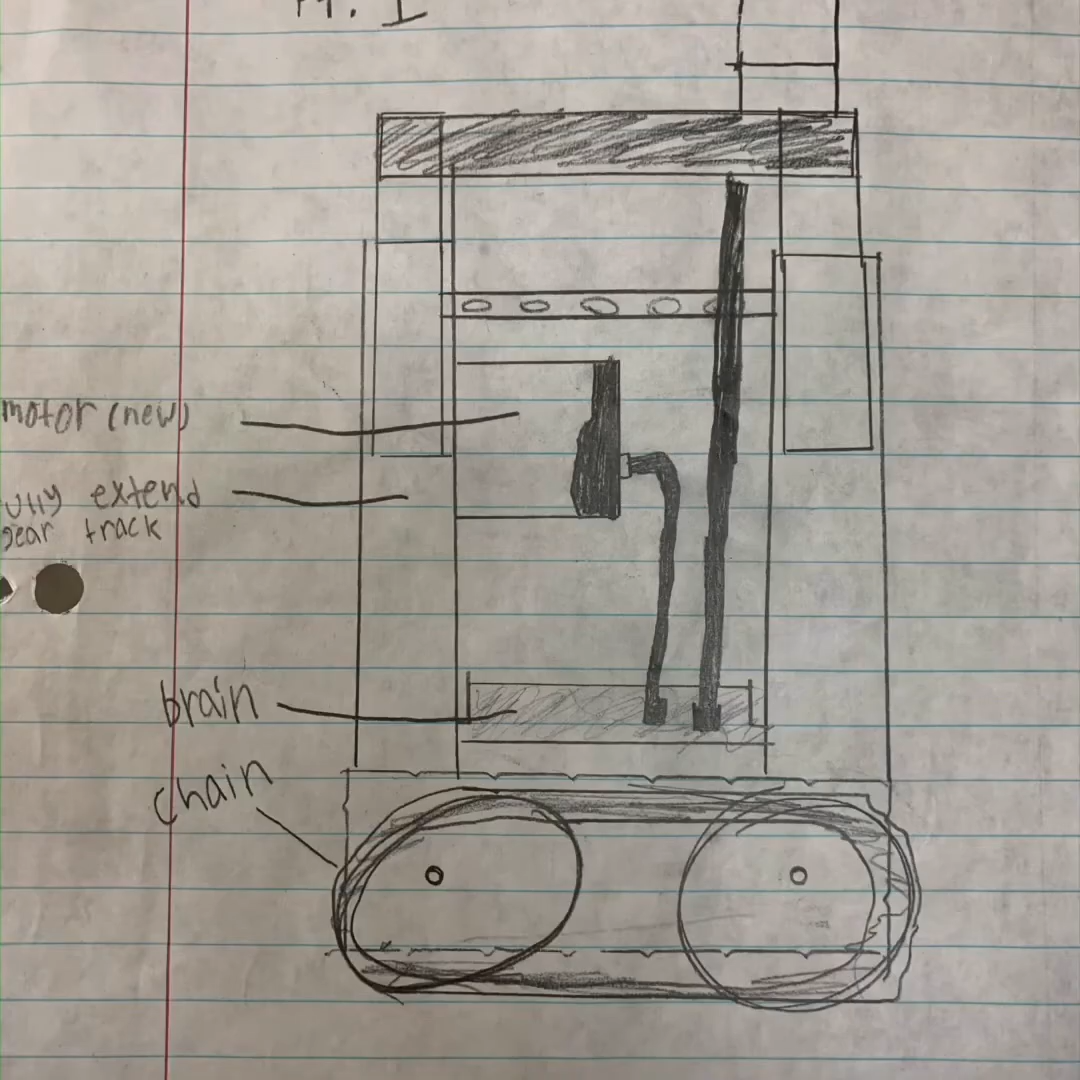 motor (new)
extend
gear track
brain
chain